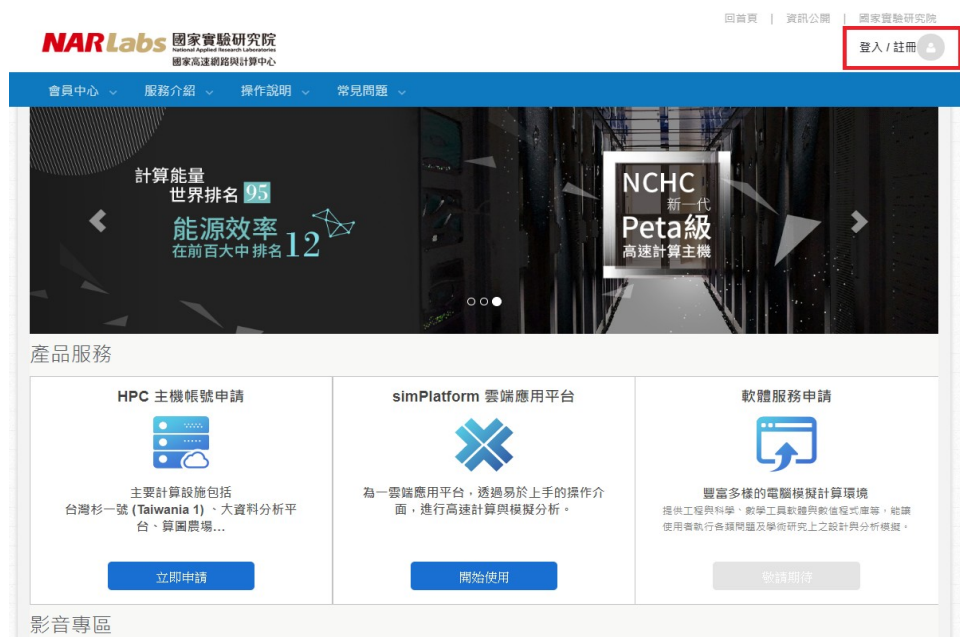 回首頁 | 資訊公開 | 國家實驗研究院
NARLabs 國家實驗研究院
National Applied Research Laboratories
國家高速網路與計算中心
登入 / 註冊
會員中心 服務介紹 操作說明 常見問題
計算能量
世界排名 95
能源效率
在前百大中排名 12
NCHC
新一代
Peta級
高速計算主機
產品服務
HPC 主機帳號申請
主要計算設施包括
台灣杉一號 (Taiwania 1) 、大資料分析平
台、算圖農場...
立即申請
simPlatform 雲端應用平台
為一雲端應用平台，透過易於上手的操作介
面，進行高速計算與模擬分析。
開始使用
軟體服務申請
豐富多樣的電腦模擬計算環境
提供工程與科學、數學工具軟體與數值程式庫等，能讓
使用者執行各類問題及學術研究上之設計與分析模擬。
敬請期待
影音專區